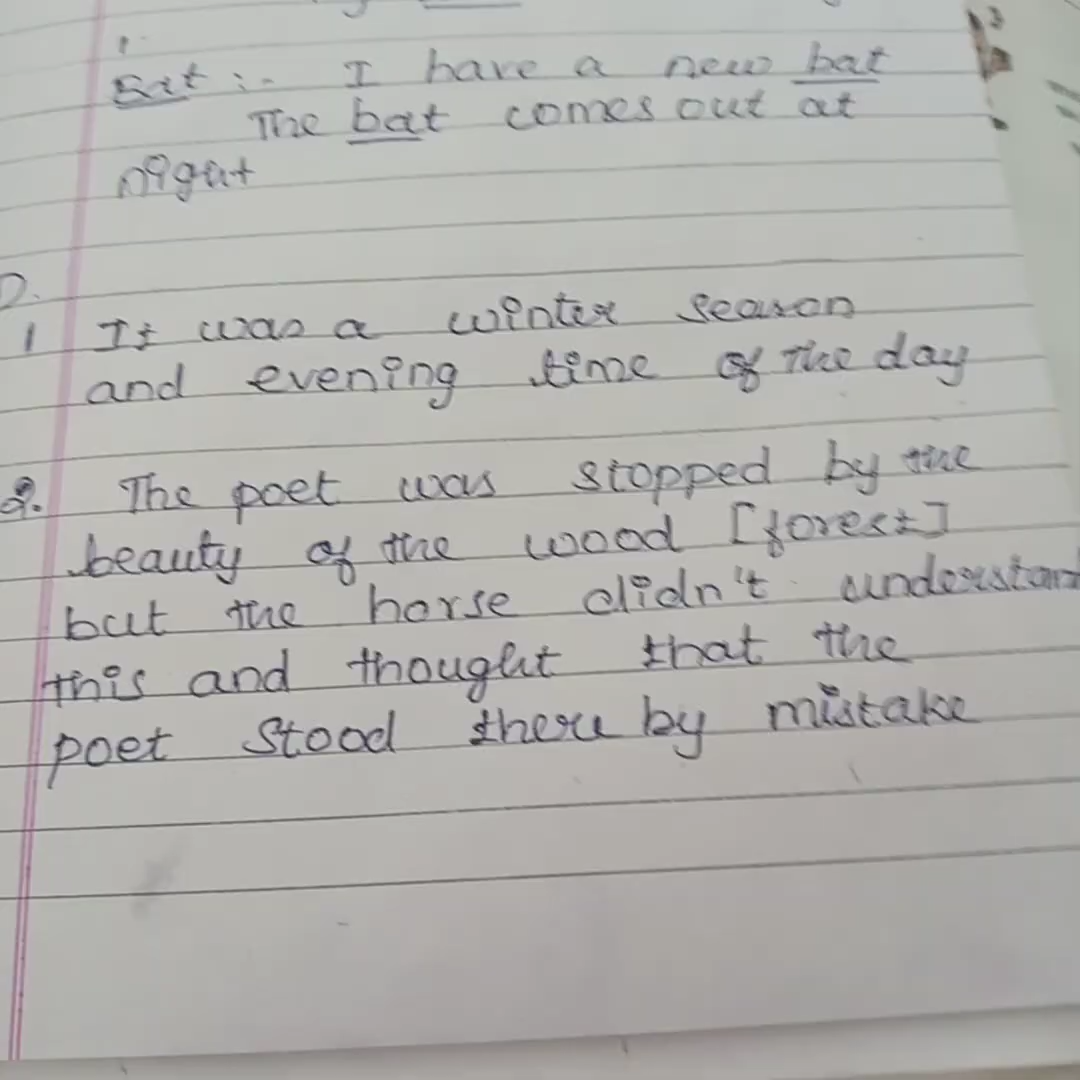 Bat :- I have a new bat
The bat comes out at
night
D.
1 It was a winter season
and evening time of the day
2. The poet was stopped by the
beauty of the wood [forest]
but the horse didn't understand
this and thought that the
poet stood there by mistake